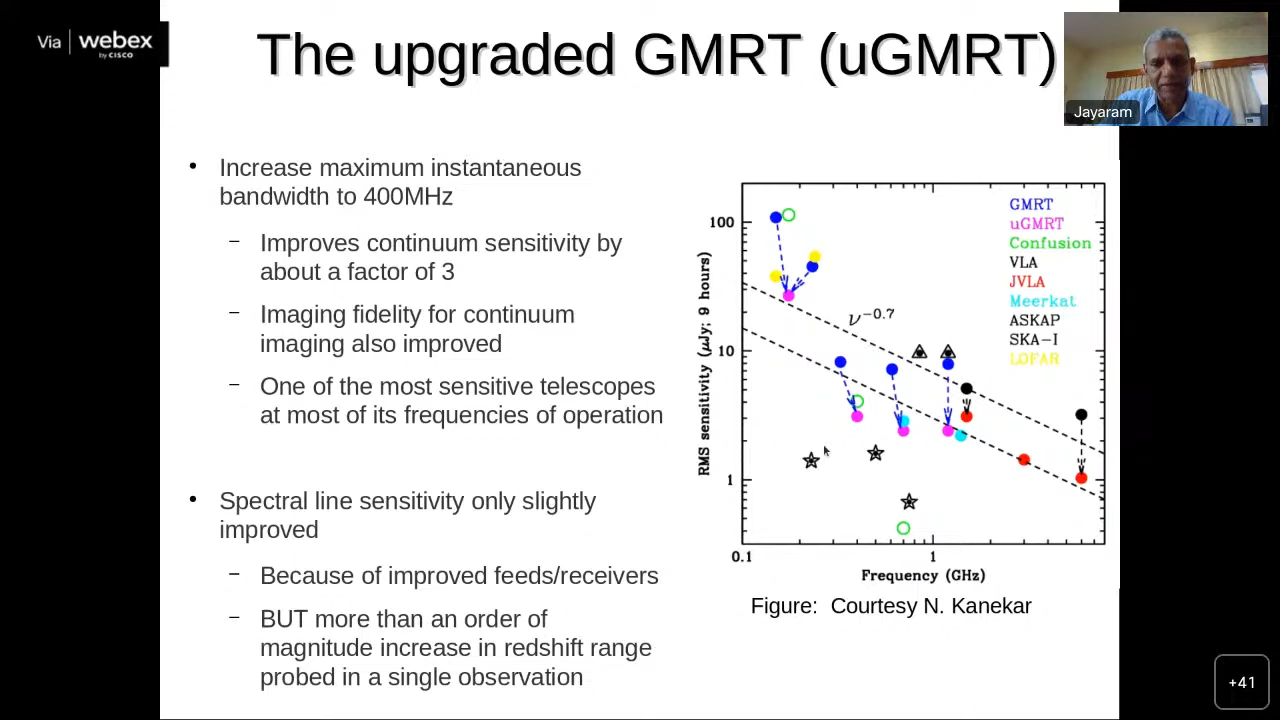 Via webex
by CISCO
The upgraded GMRT (uGMRT)
Jayaram
• Increase maximum instantaneous
bandwidth to 400MHz
– Improves continuum sensitivity by
about a factor of 3
– Imaging fidelity for continuum
imaging also improved
– One of the most sensitive telescopes
at most of its frequencies of operation
• Spectral line sensitivity only slightly
improved
– Because of improved feeds/receivers
– BUT more than an order of
magnitude increase in redshift range
probed in a single observation
RMS sensitivity (μJy; 9 hours)
100
10
1
ν−0.7
GMRT
uGMRT
Confusion
VLA
JVLA
Meerkat
ASKAP
SKA−I
LOFAR
0.1
1
Frequency (GHz)
Figure: Courtesy N. Kanekar
+41